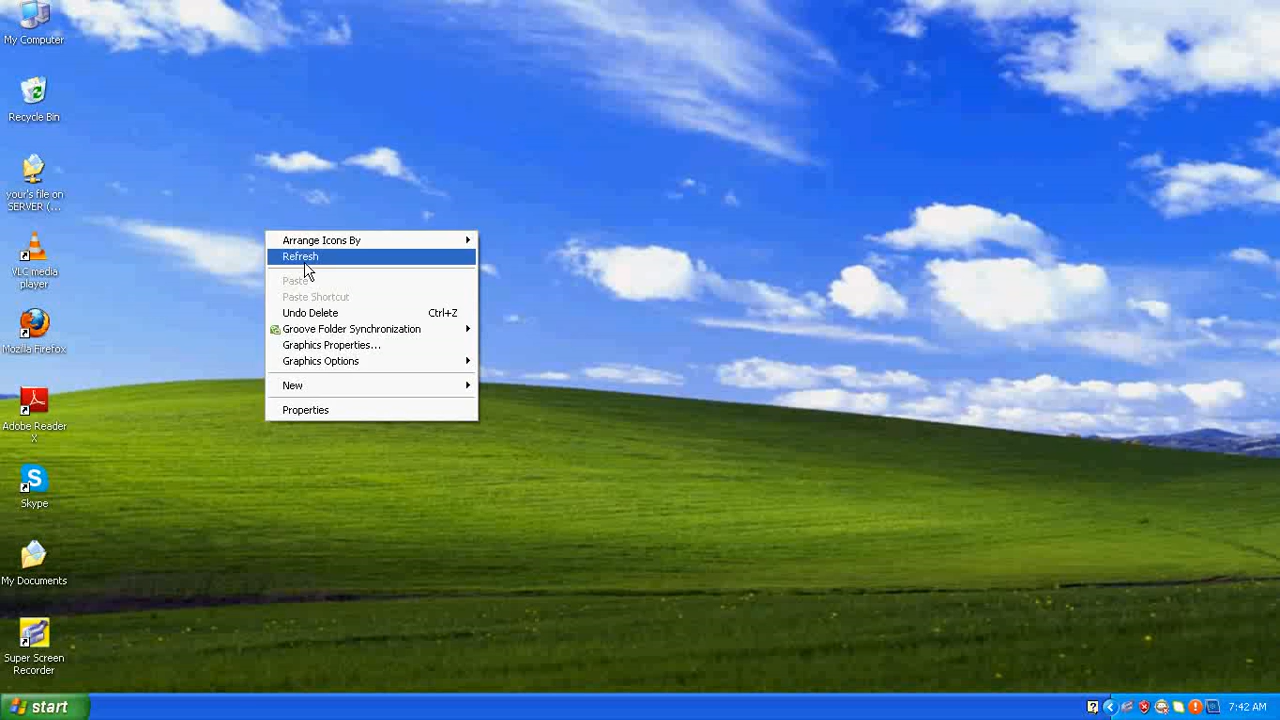 My Computer
Recycle Bin
your's file on
SERVER (...
VLC media
player
Mozilla Firefox
Adobe Reader
X
Skype
My Documents
Super Screen
Recorder
Arrange Icons By
Refresh
Paste
Paste Shortcut
Undo Delete Ctrl+Z
Groove Folder Synchronization
Graphics Properties...
Graphics Options
New
Properties
start
7:42 AM